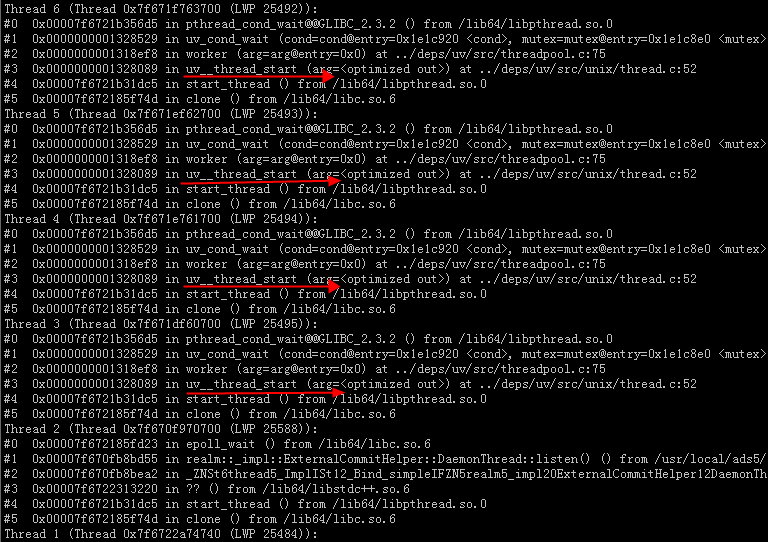 Thread 6 (Thread 0x7f671f763700 (LWP 25492)):
#0  0x00007f6721b356d5 in pthread_cond_wait@@GLIBC_2.3.2 () from /lib64/libpthread.so.0
#1  0x0000000001328529 in uv_cond_wait (cond=cond@entry=0x1e1c920 <cond>, mutex=mutex@entry=0x1e1c8e0 <mutex>
#2  0x0000000001318ef8 in worker (arg=arg@entry=0x0) at ../deps/uv/src/threadpool.c:75
#3  0x0000000001328089 in uv__thread_start (arg=<optimized out>) at ../deps/uv/src/unix/thread.c:52
#4  0x00007f6721b31dc5 in start_thread () from /lib64/libpthread.so.0
#5  0x00007f672185f74d in clone () from /lib64/libc.so.6
Thread 5 (Thread 0x7f671ef62700 (LWP 25493)):
#0  0x00007f6721b356d5 in pthread_cond_wait@@GLIBC_2.3.2 () from /lib64/libpthread.so.0
#1  0x0000000001328529 in uv_cond_wait (cond=cond@entry=0x1e1c920 <cond>, mutex=mutex@entry=0x1e1c8e0 <mutex>
#2  0x0000000001318ef8 in worker (arg=arg@entry=0x0) at ../deps/uv/src/threadpool.c:75
#3  0x0000000001328089 in uv__thread_start (arg=<optimized out>) at ../deps/uv/src/unix/thread.c:52
#4  0x00007f6721b31dc5 in start_thread () from /lib64/libpthread.so.0
#5  0x00007f672185f74d in clone () from /lib64/libc.so.6
Thread 4 (Thread 0x7f671e761700 (LWP 25494)):
#0  0x00007f6721b356d5 in pthread_cond_wait@@GLIBC_2.3.2 () from /lib64/libpthread.so.0
#1  0x0000000001328529 in uv_cond_wait (cond=cond@entry=0x1e1c920 <cond>, mutex=mutex@entry=0x1e1c8e0 <mutex>
#2  0x0000000001318ef8 in worker (arg=arg@entry=0x0) at ../deps/uv/src/threadpool.c:75
#3  0x0000000001328089 in uv__thread_start (arg=<optimized out>) at ../deps/uv/src/unix/thread.c:52
#4  0x00007f6721b31dc5 in start_thread () from /lib64/libpthread.so.0
#5  0x00007f672185f74d in clone () from /lib64/libc.so.6
Thread 3 (Thread 0x7f671df60700 (LWP 25495)):
#0  0x00007f6721b356d5 in pthread_cond_wait@@GLIBC_2.3.2 () from /lib64/libpthread.so.0
#1  0x0000000001328529 in uv_cond_wait (cond=cond@entry=0x1e1c920 <cond>, mutex=mutex@entry=0x1e1c8e0 <mutex>
#2  0x0000000001318ef8 in worker (arg=arg@entry=0x0) at ../deps/uv/src/threadpool.c:75
#3  0x0000000001328089 in uv__thread_start (arg=<optimized out>) at ../deps/uv/src/unix/thread.c:52
#4  0x00007f6721b31dc5 in start_thread () from /lib64/libpthread.so.0
#5  0x00007f672185f74d in clone () from /lib64/libc.so.6
Thread 2 (Thread 0x7f670f970700 (LWP 25588)):
#0  0x00007f672185fd23 in epoll_wait () from /lib64/libc.so.6
#1  0x00007f670fb8bd55 in realm::_impl::ExternalCommitHelper::DaemonThread::listen() () from /usr/local/ads5/
#2  0x00007f670fb8bea2 in _ZNSt6thread5_ImplISt12_Bind_simpleIFZN5realm5_impl20ExternalCommitHelper12DaemonTh
#3  0x00007f6722313220 in ?? () from /lib64/libstdc++.so.6
#4  0x00007f6721b31dc5 in start_thread () from /lib64/libpthread.so.0
#5  0x00007f672185f74d in clone () from /lib64/libc.so.6
Thread 1 (Thread 0x7f6722a74740 (LWP 25484)):